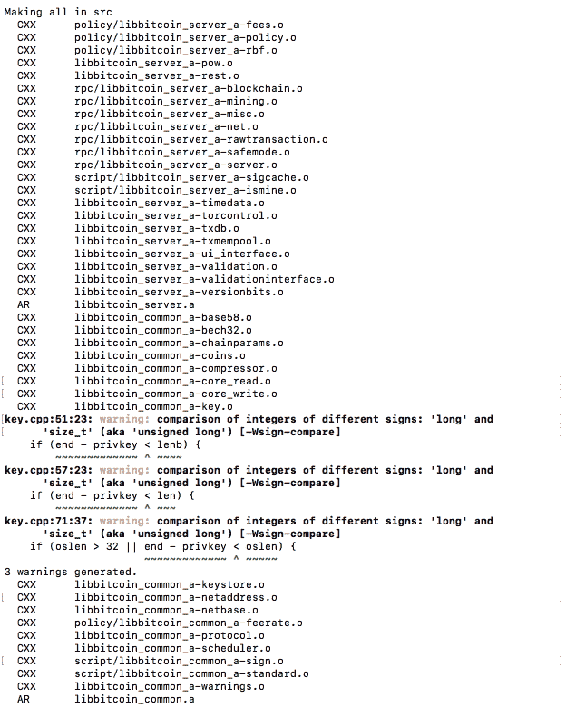 Making all in src
CXX policy/libbitcoin_server_a-fees.o
CXX policy/libbitcoin_server_a-policy.o
CXX policy/libbitcoin_server_a-rbf.o
CXX libbitcoin_server_a-pow.o
CXX libbitcoin_server_a-rest.o
CXX rpc/libbitcoin_server_a-blockchain.o
CXX rpc/libbitcoin_server_a-mining.o
CXX rpc/libbitcoin_server_a-misc.o
CXX rpc/libbitcoin_server_a-net.o
CXX rpc/libbitcoin_server_a-rawtransaction.o
CXX rpc/libbitcoin_server_a-safemode.o
CXX rpc/libbitcoin_server_a-server.o
CXX script/libbitcoin_server_a-sigcache.o
CXX script/libbitcoin_server_a-ismine.o
CXX libbitcoin_server_a-timedata.o
CXX libbitcoin_server_a-torcontrol.o
CXX libbitcoin_server_a-txdb.o
CXX libbitcoin_server_a-txmempool.o
CXX libbitcoin_server_a-ui_interface.o
CXX libbitcoin_server_a-validation.o
CXX libbitcoin_server_a-validationinterface.o
CXX libbitcoin_server_a-versionbits.o
AR libbitcoin_server.a
CXX libbitcoin_common_a-base58.o
CXX libbitcoin_common_a-bech32.o
CXX libbitcoin_common_a-chainparams.o
CXX libbitcoin_common_a-coins.o
CXX libbitcoin_common_a-compressor.o
[ CXX libbitcoin_common_a-core_read.o
[ CXX libbitcoin_common_a-core_write.o
CXX libbitcoin_common_a-key.o
[key.cpp:51:23: warning: comparison of integers of different signs: 'long' and
[ 'size_t' (aka 'unsigned long') [-Wsign-compare]
if (end - privkey < lenb) {
~~~~~~~~~~~~~ ^ ~~~~
key.cpp:57:23: warning: comparison of integers of different signs: 'long' and
'size_t' (aka 'unsigned long') [-Wsign-compare]
if (end - privkey < len) {
~~~~~~~~~~~~~ ^ ~~~
key.cpp:71:37: warning: comparison of integers of different signs: 'long' and
'size_t' (aka 'unsigned long') [-Wsign-compare]
if (oslen > 32 || end - privkey < oslen) {
~~~~~~~~~~~~~ ^ ~~~~~
3 warnings generated.
CXX libbitcoin_common_a-keystore.o
[ CXX libbitcoin_common_a-netaddress.o
CXX libbitcoin_common_a-netbase.o
CXX policy/libbitcoin_common_a-feerate.o
CXX libbitcoin_common_a-protocol.o
CXX libbitcoin_common_a-scheduler.o
[ CXX script/libbitcoin_common_a-sign.o
CXX script/libbitcoin_common_a-standard.o
CXX libbitcoin_common_a-warnings.o
AR libbitcoin_common.a